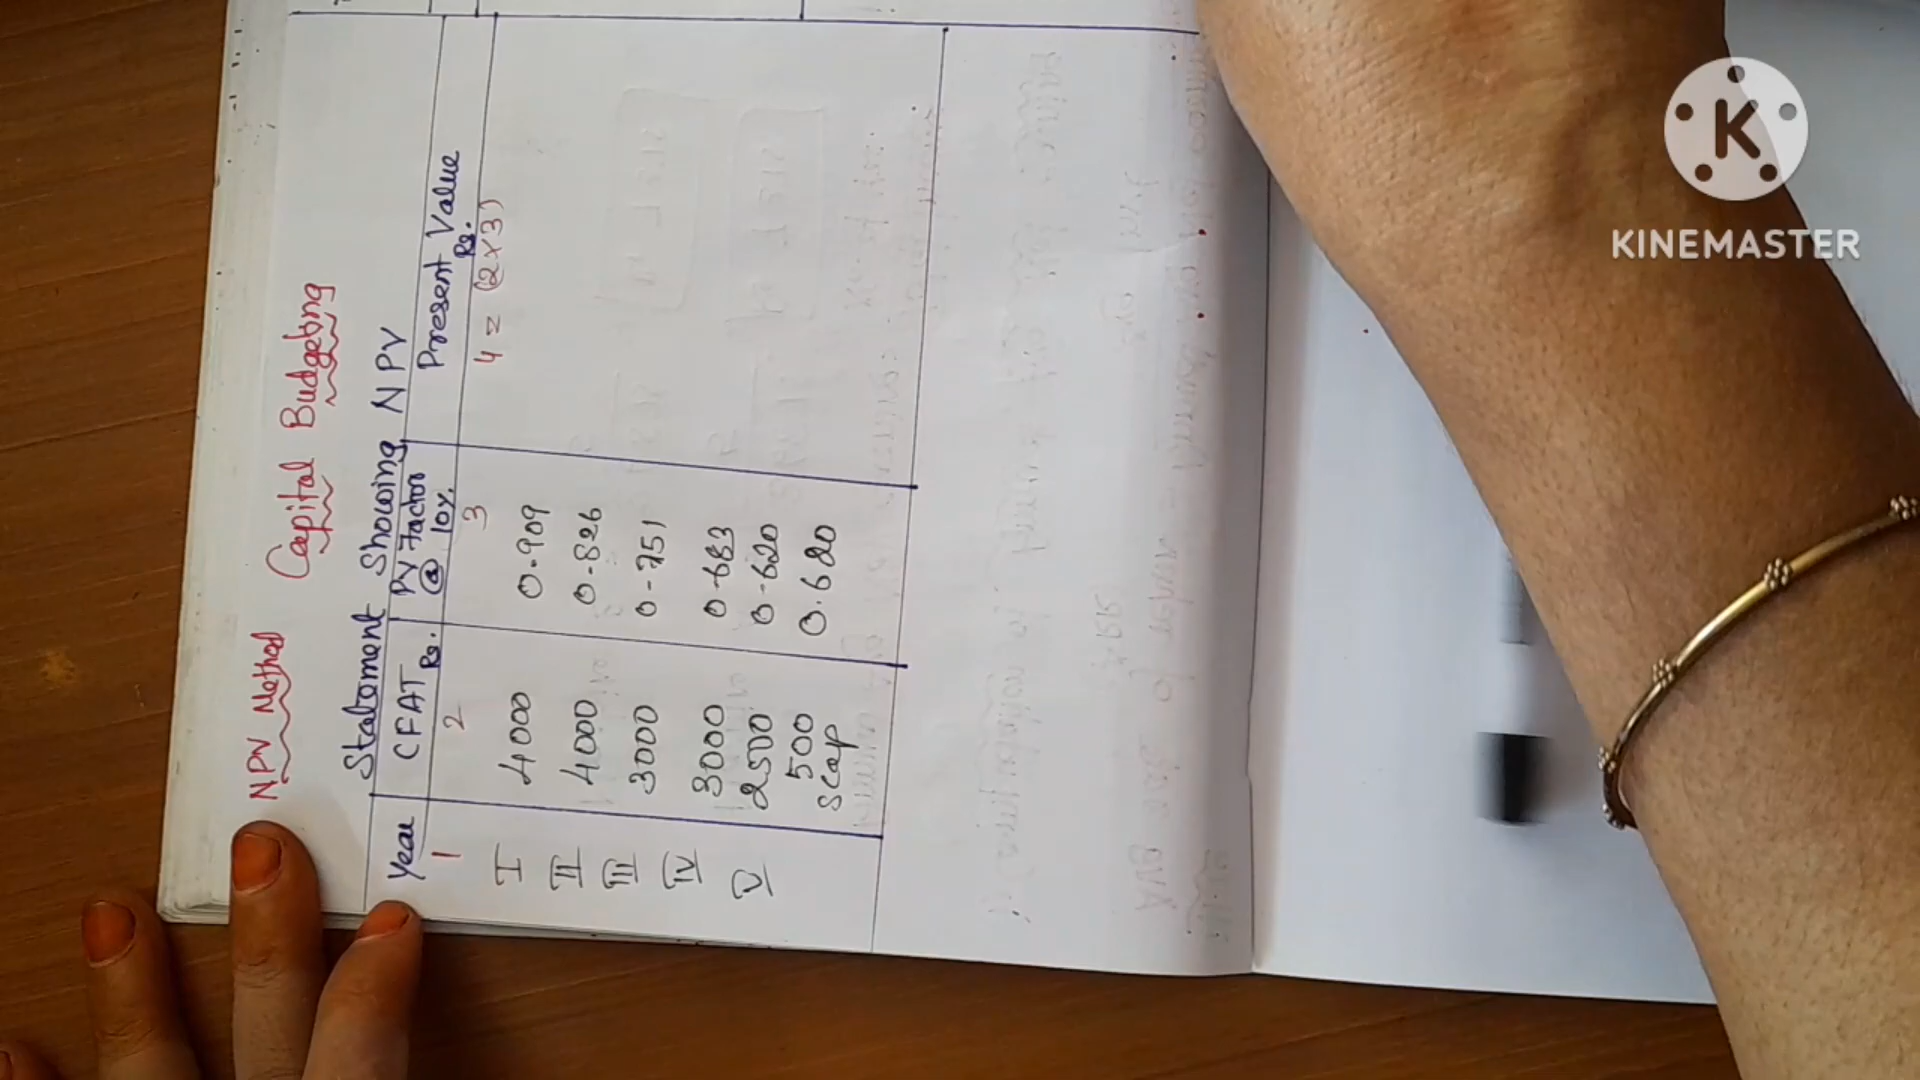 NPV Method Capital Budgeting
Statement Showing NPV
Year CFAT Rs. PV Factor @ 10%. Present Value Rs.
1 2 3 4 = (2x3)
I 4000 0.909
II 4000 0.826
III 3000 0.751
IV 3000 0.683
V 2500 0.620
500 0.620
Scap
K
KINEMASTER